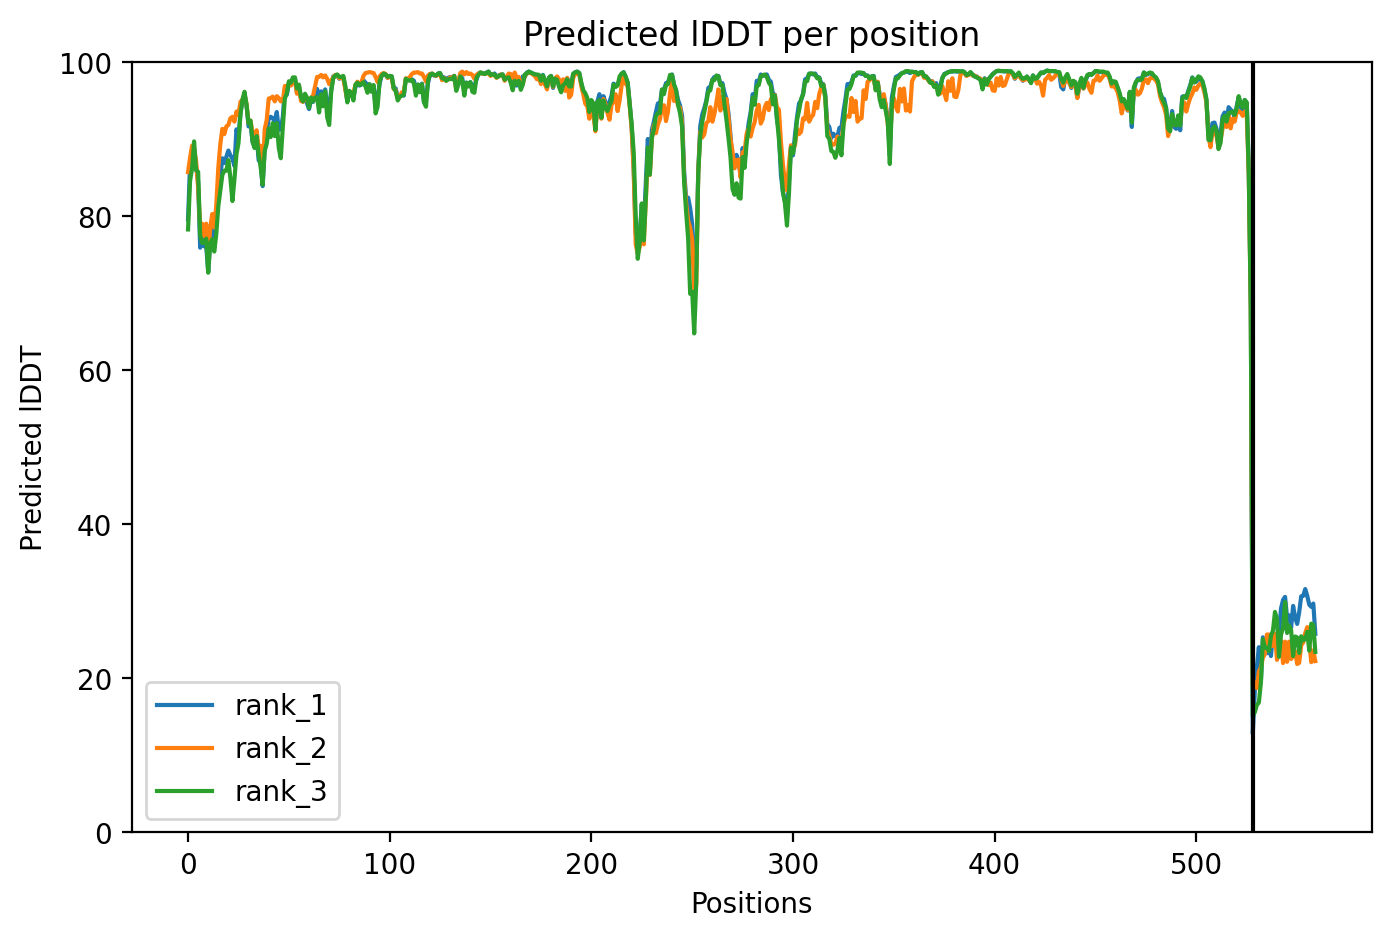 Predicted lDDT per position
Predicted lDDT
100
80
60
40
20
0
rank_1
rank_2
rank_3
0 100 200 300 400 500
Positions